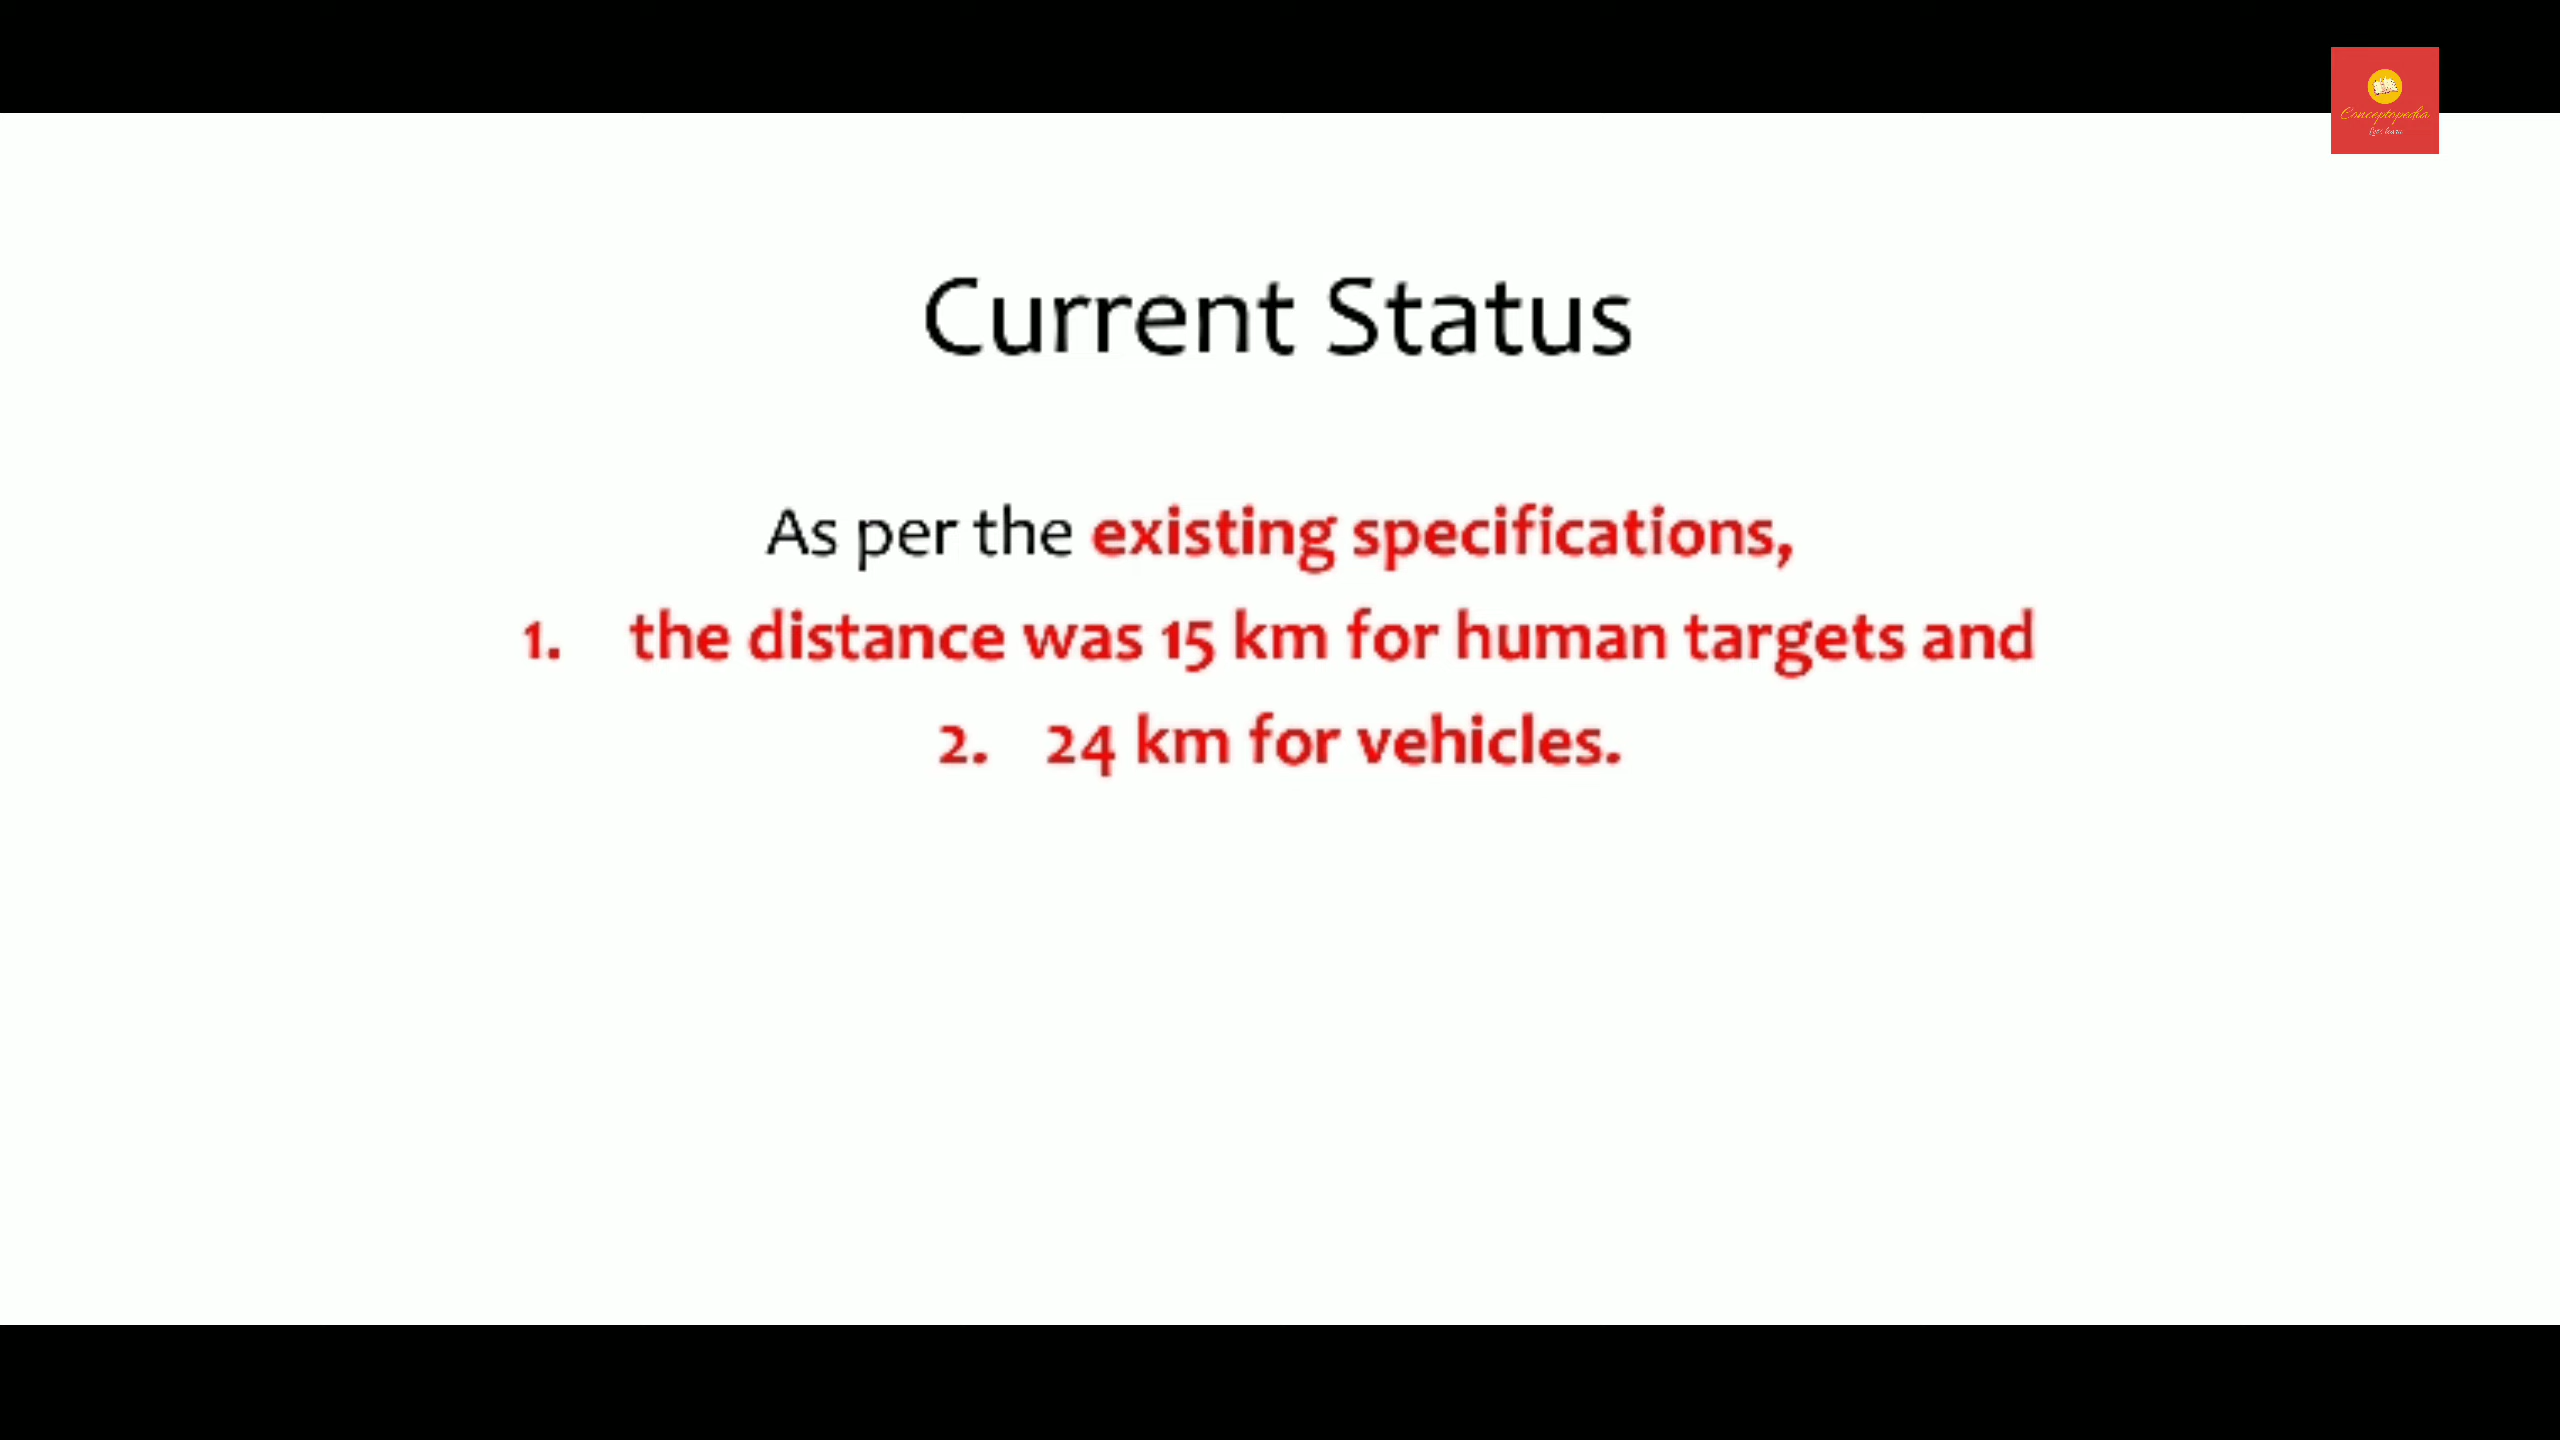 Conceptopedia
Current Status
As per the existing specifications,
1. the distance was 15 km for human targets and
2. 24 km for vehicles.